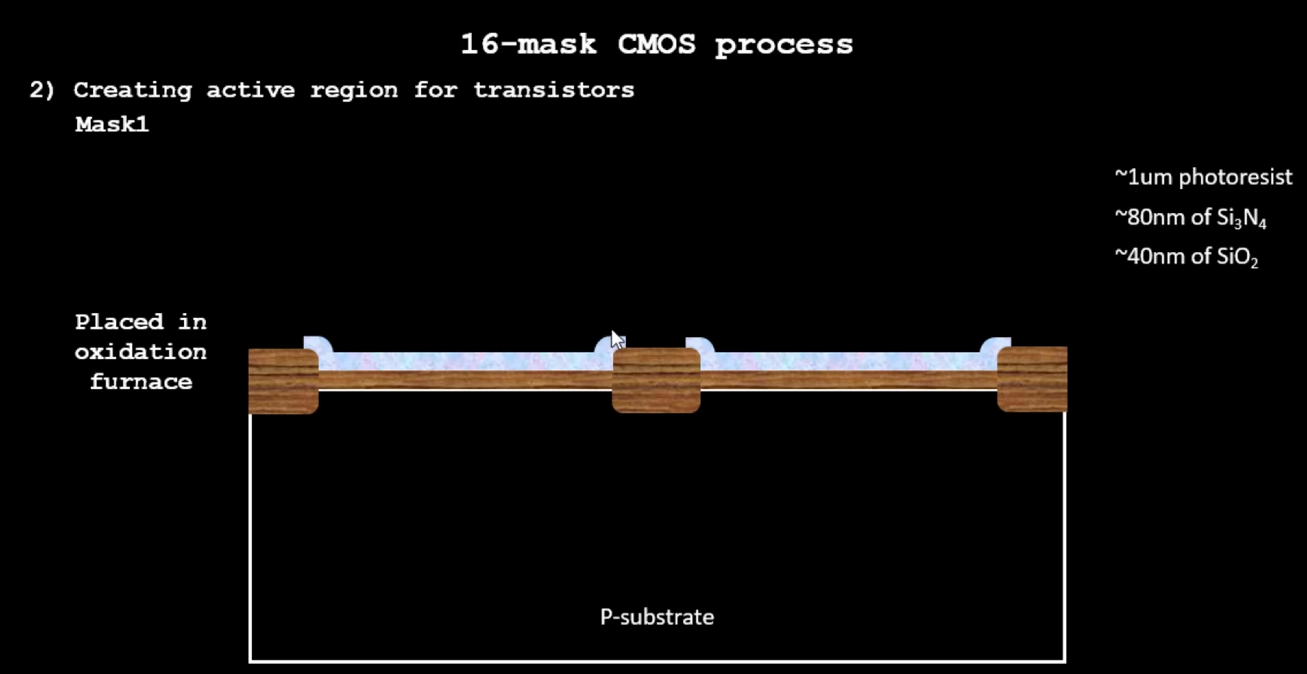 16-mask CMOS process
2) Creating active region for transistors
Mask1
~1um photoresist
~80nm of Si₃N₄
~40nm of SiO₂
Placed in
oxidation
furnace
P-substrate